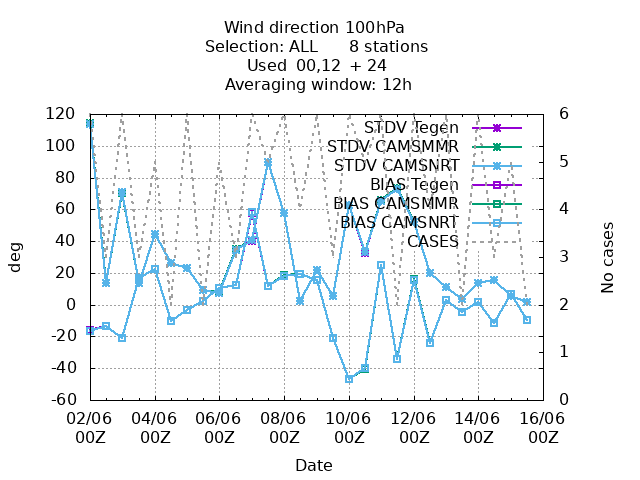 Wind direction 100hPa
Selection: ALL 8 stations
Used 00,12 + 24
Averaging window: 12h
120 6
STDV Tegen
100 STDV CAMSMMR 5
STDV CAMSNRT
80 BIAS Tegen
60 BIAS CAMSMMR 4
BIAS CAMSNRT
40 CASES 3
20
0 2
-20 1
-40
-60 0
deg
No cases
02/06 04/06 06/06 08/06 10/06 12/06 14/06 16/06
00Z 00Z 00Z 00Z 00Z 00Z 00Z 00Z
Date